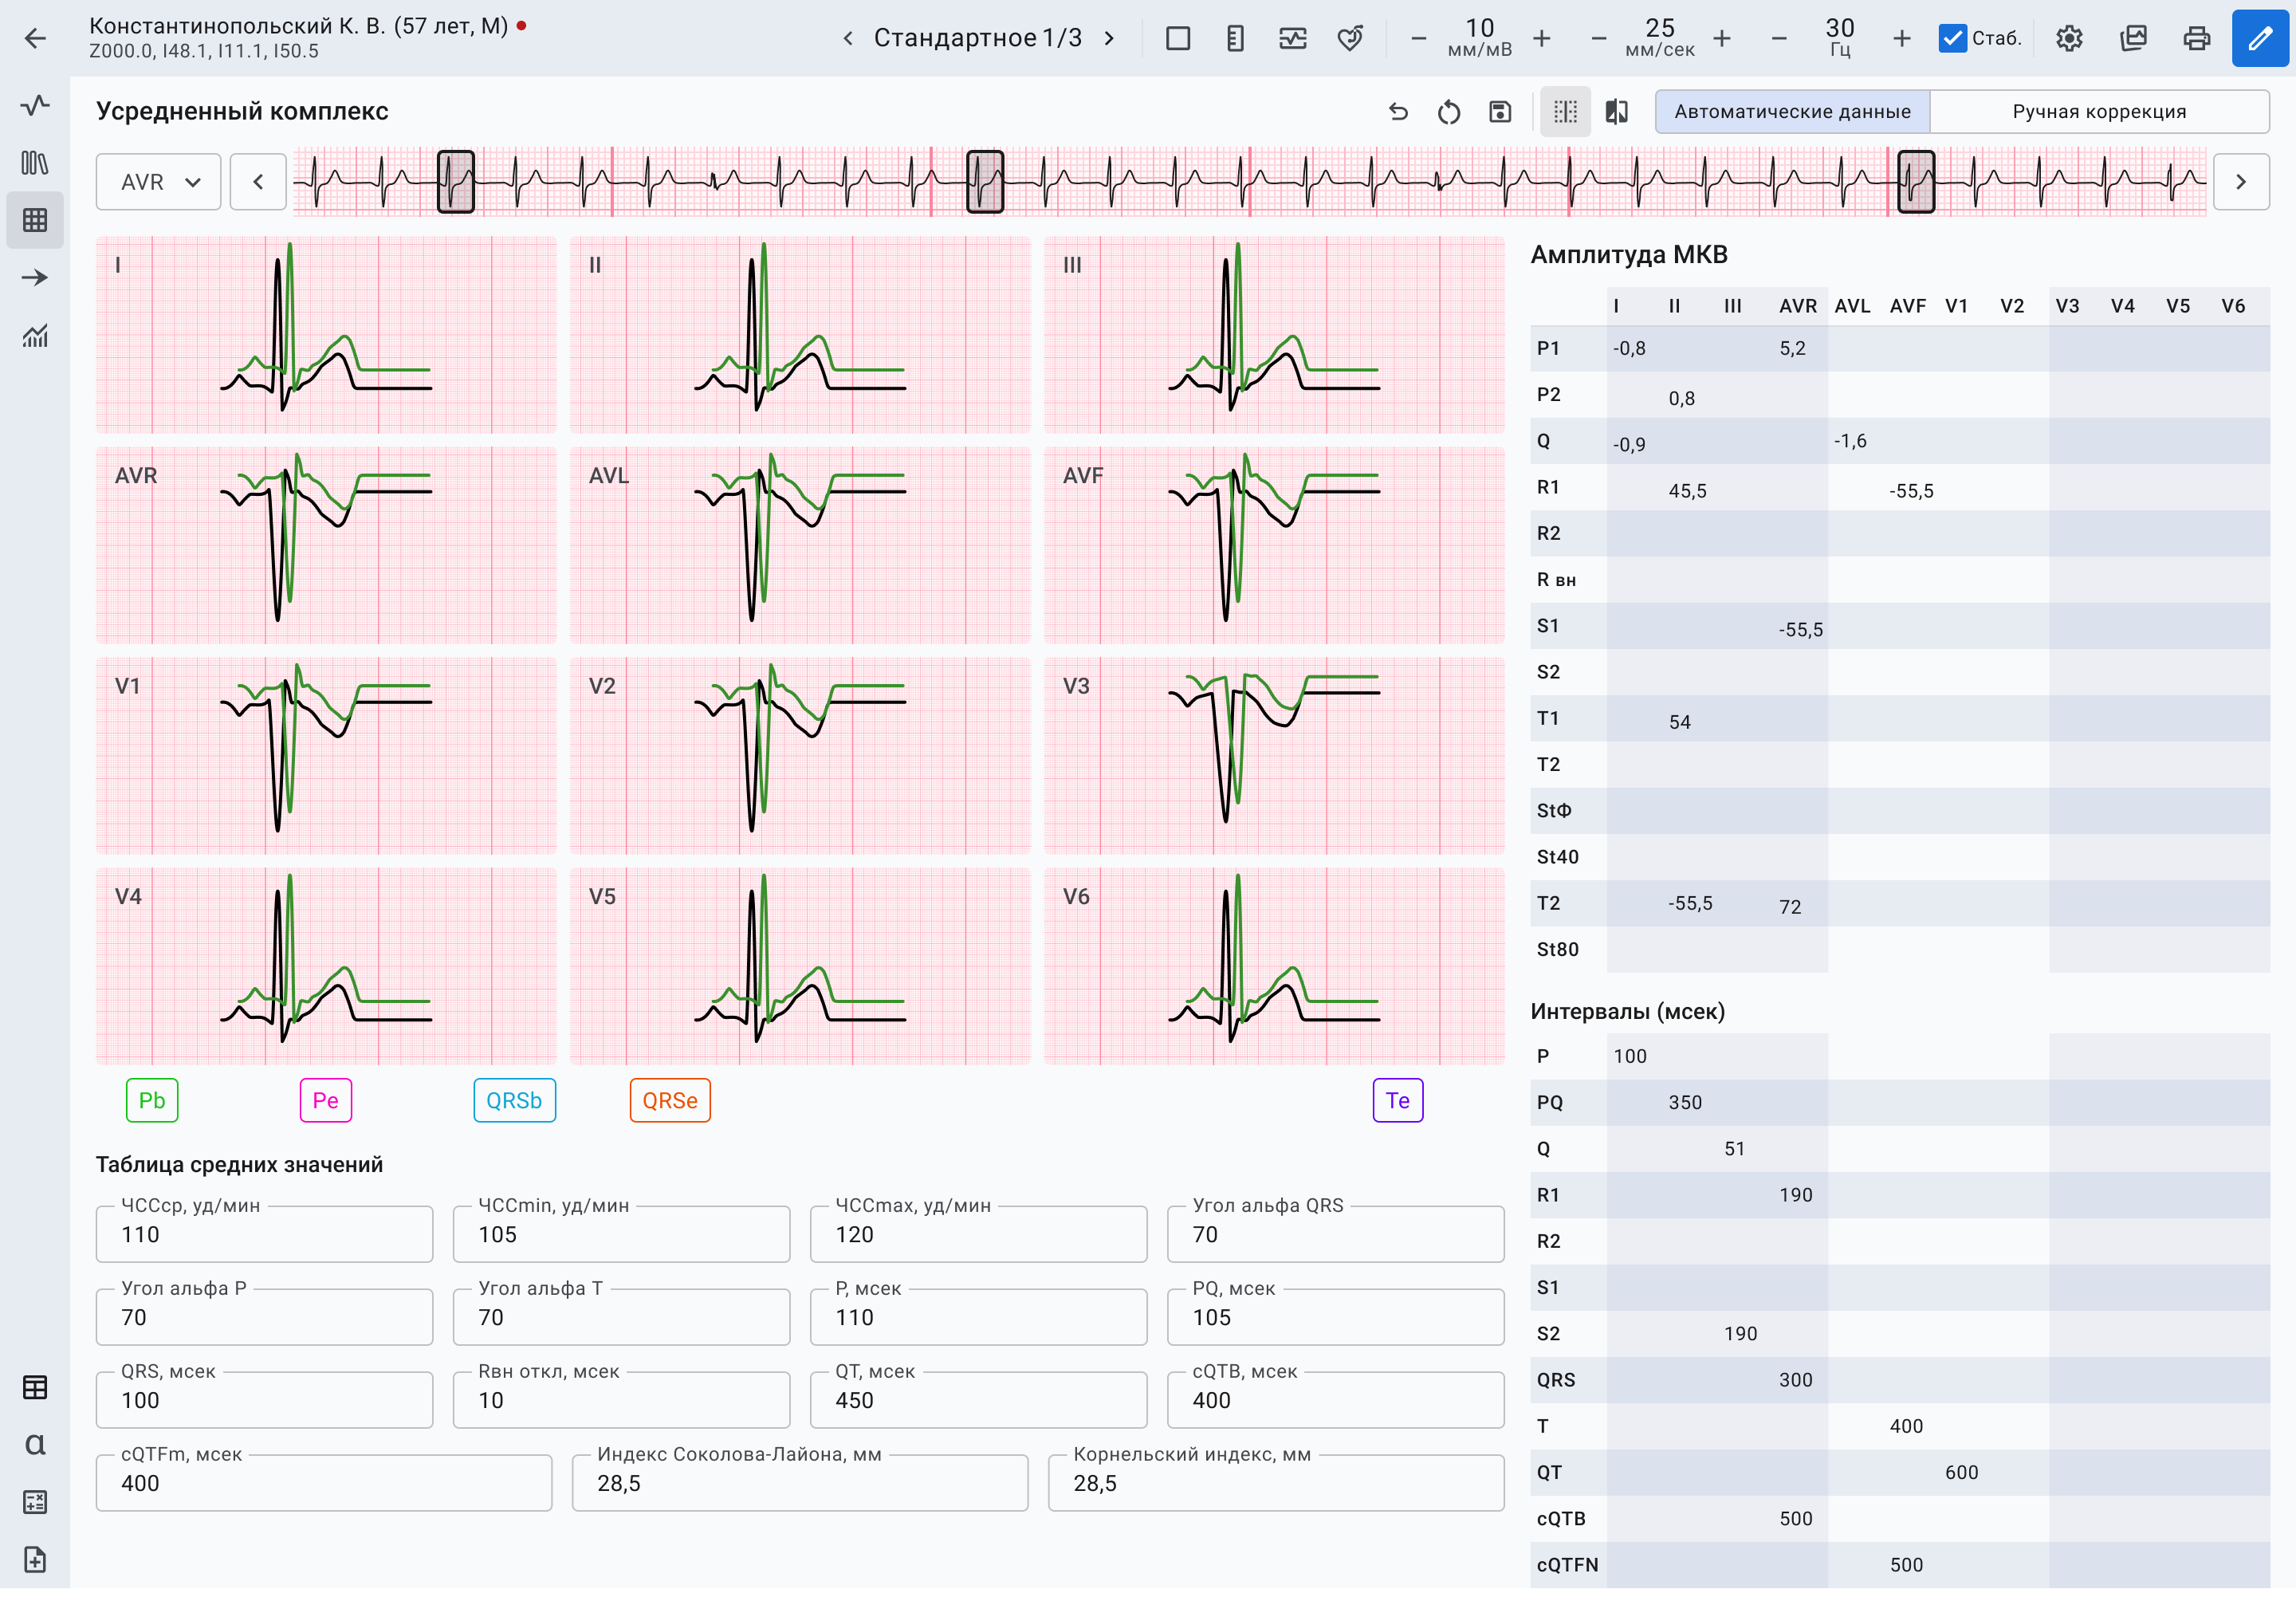 Константинопольский К. В. (57 лет, М)
Z000.0, I48.1, I11.1, I50.5
Стандартное 1/3
10
мм/мВ
25
мм/сек
30
Гц
Стаб.
Усредненный комплекс
Автоматические данные
Ручная коррекция
AVR
I
II
III
AVR
AVL
AVF
V1
V2
V3
V4
V5
V6
Pb
Pe
QRSb
QRSe
Te
Таблица средних значений
ЧССср, уд/мин
110
ЧССmin, уд/мин
105
ЧССmax, уд/мин
120
Угол альфа QRS
70
Угол альфа P
70
Угол альфа T
70
P, мсек
110
PQ, мсек
105
QRS, мсек
100
Rвн откл, мсек
10
QT, мсек
450
cQTB, мсек
400
cQTFm, мсек
400
Индекс Соколова-Лайона, мм
28,5
Корнельский индекс, мм
28,5
Амплитуда МКВ
I II III AVR AVL AVF V1 V2 V3 V4 V5 V6
P1 -0,8 5,2
P2 0,8
Q -0,9 -1,6
R1 45,5 -55,5
R2
R вн
S1 -55,5
S2
T1 54
T2
StФ
St40
T2 -55,5 72
St80
Интервалы (мсек)
P 100
PQ 350
Q 51
R1 190
R2
S1
S2 190
QRS 300
T 400
QT 600
cQTB 500
cQTFN 500
α